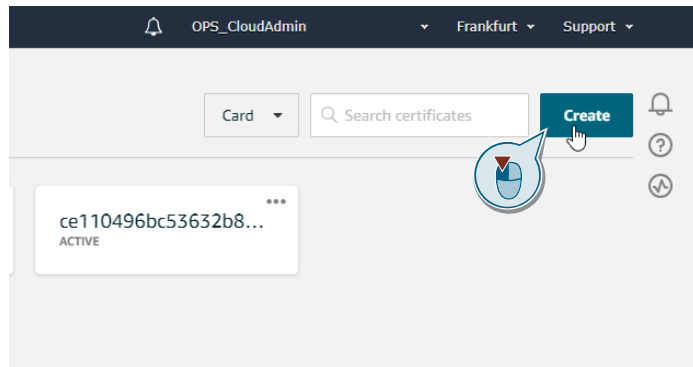 OPS_CloudAdmin Frankfurt Support
Card Search certificates Create
ce110496bc53632b8...
ACTIVE